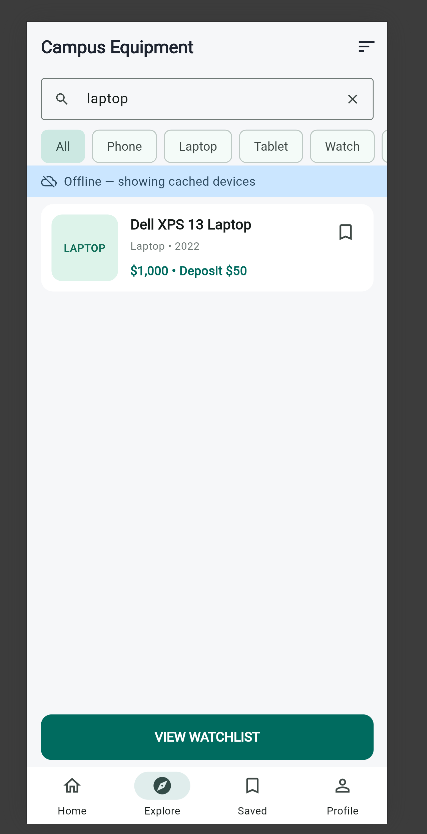 Campus Equipment
laptop
All Phone Laptop Tablet Watch
Offline — showing cached devices
LAPTOP
Dell XPS 13 Laptop
Laptop • 2022
$1,000 • Deposit $50
VIEW WATCHLIST
Home Explore Saved Profile